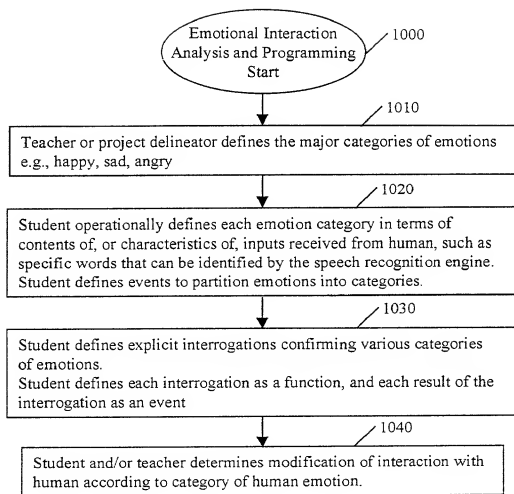 Emotional Interaction
Analysis and Programming
Start
1000
1010
Teacher or project delineator defines the major categories of emotions
e.g., happy, sad, angry
1020
Student operationally defines each emotion category in terms of
contents of, or characteristics of, inputs received from human, such as
specific words that can be identified by the speech recognition engine.
Student defines events to partition emotions into categories.
1030
Student defines explicit interrogations confirming various categories
of emotions.
Student defines each interrogation as a function, and each result of the
interrogation as an event
1040
Student and/or teacher determines modification of interaction with
human according to category of human emotion.